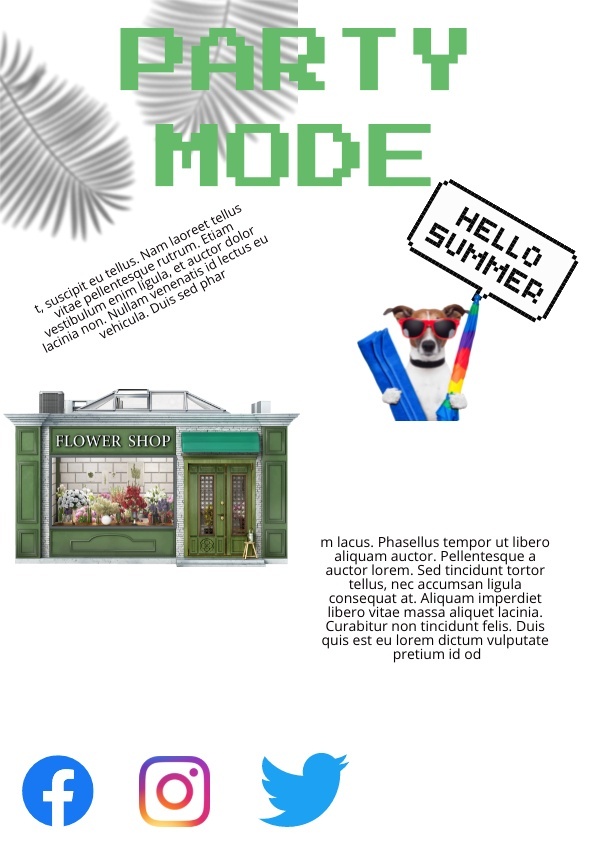 PARTY
MODE
HELLO
SUMMER
t, suscipit eu tellus. Nam laoreet tellus
vitae pellentesque rutrum. Etiam
vestibulum enim ligula, et auctor dolor
lacinia non. Nullam venenatis id lectus eu
vehicula. Duis sed phar
FLOWER SHOP
m lacus. Phasellus tempor ut libero
aliquam auctor. Pellentesque a
auctor lorem. Sed tincidunt tortor
tellus, nec accumsan ligula
consequat at. Aliquam imperdiet
libero vitae massa aliquet lacinia.
Curabitur non tincidunt felis. Duis
quis est eu lorem dictum vulputate
pretium id od